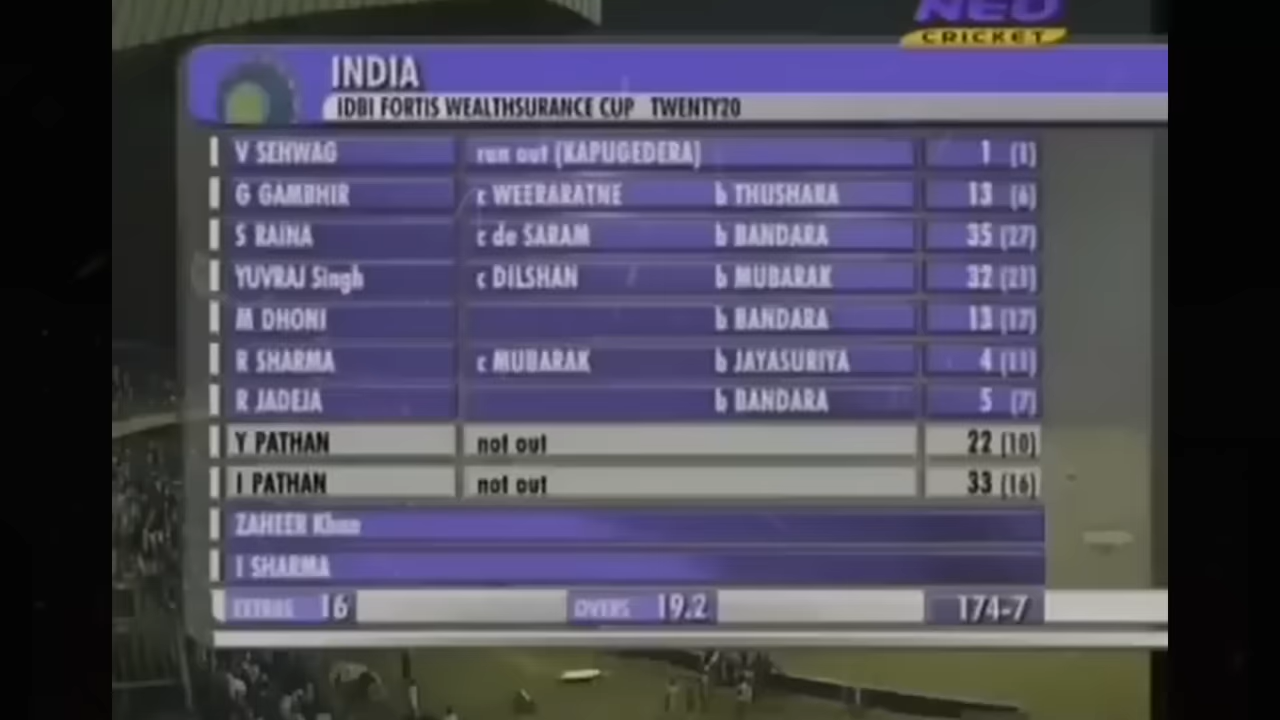 NEO
CRICKET
INDIA
IDBI FORTIS WEALTHSURANCE CUP TWENTY20
V SEHWAG run out (KAPUGEDERA) 1 (1)
G GAMBHIR c WEERARATNE b THUSHARA 13 (6)
S RAINA c de SARAM b BANDARA 35 (27)
YUVRAJ Singh c DILSHAN b MUBARAK 32 (23)
M DHONI b BANDARA 13 (17)
R SHARMA c MUBARAK b JAYASURIYA 4 (11)
R JADEJA b BANDARA 5 (7)
Y PATHAN not out 22 (10)
I PATHAN not out 33 (16)
ZAHEER Khan
I SHARMA
EXTRAS 16 OVERS 19.2 174-7